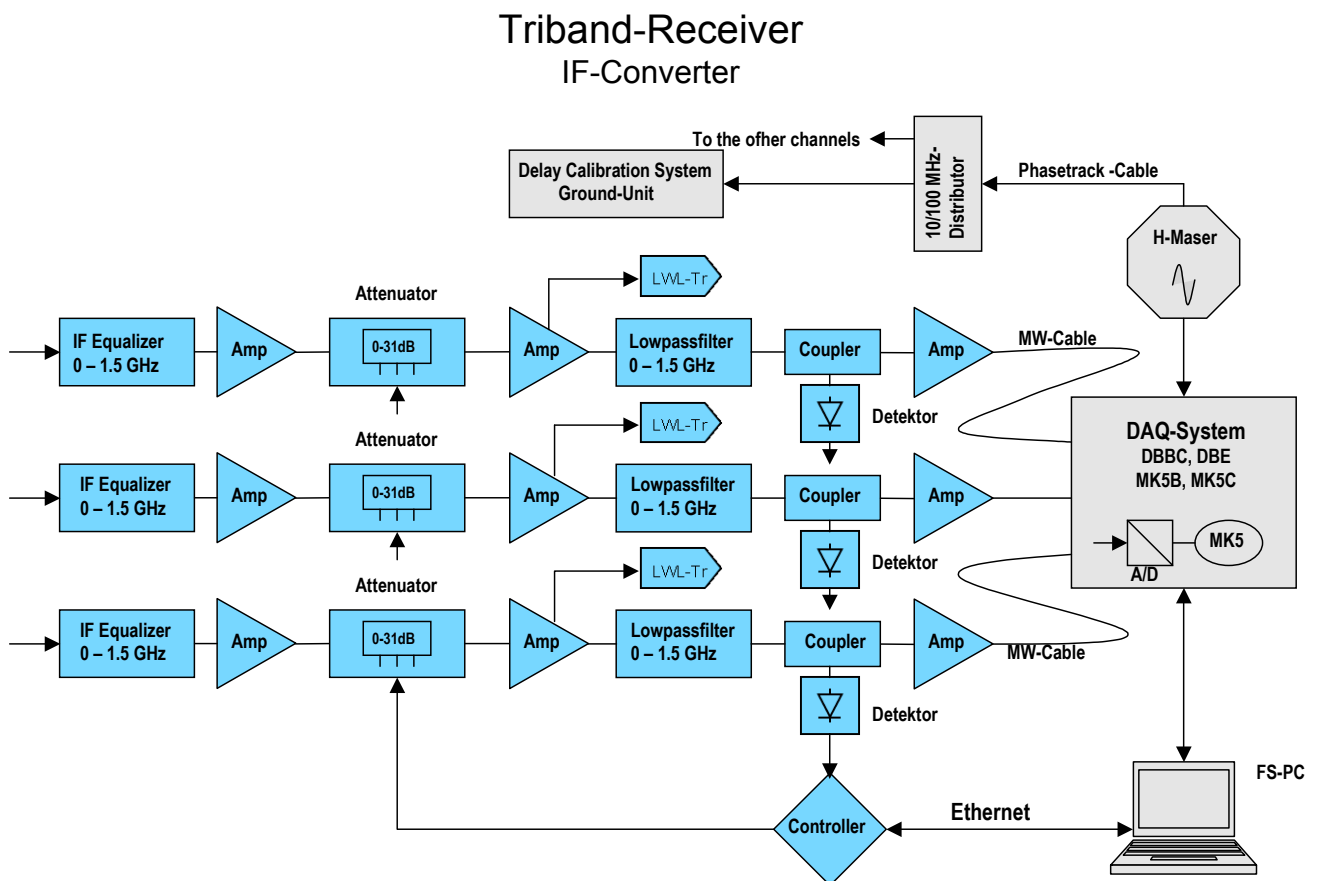 Triband-Receiver
IF-Converter
To the ofher channels
Delay Calibration System
Ground-Unit
10/100 MHz-
Distributor
Phasetrack -Cable
H-Maser
LWL-Tr
Attenuator
IF Equalizer
0 – 1.5 GHz
Amp
0-31dB
Amp
Lowpassfilter
0 – 1.5 GHz
Coupler
Amp
MW-Cable
Detektor
LWL-Tr
Attenuator
IF Equalizer
0 – 1.5 GHz
Amp
0-31dB
Amp
Lowpassfilter
0 – 1.5 GHz
Coupler
Amp
DAQ-System
DBBC, DBE
MK5B, MK5C
MK5
A/D
Detektor
LWL-Tr
Attenuator
IF Equalizer
0 – 1.5 GHz
Amp
0-31dB
Amp
Lowpassfilter
0 – 1.5 GHz
Coupler
Amp
MW-Cable
Detektor
FS-PC
Controller
Ethernet